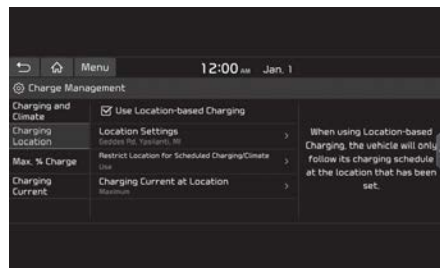 Menu
12:00 AM Jan. 1
Charge Management
Charging and
Climate
Use Location-based Charging
Charging
Location
Location Settings
Geddes Rd, Ypsilanti, MI
Max. % Charge
Restrict Location for Scheduled Charging/Climate
Use
Charging
Current
Charging Current at Location
Maximum
When using Location-based
Charging, the vehicle will only
follow its charging schedule
at the location that has been
set.